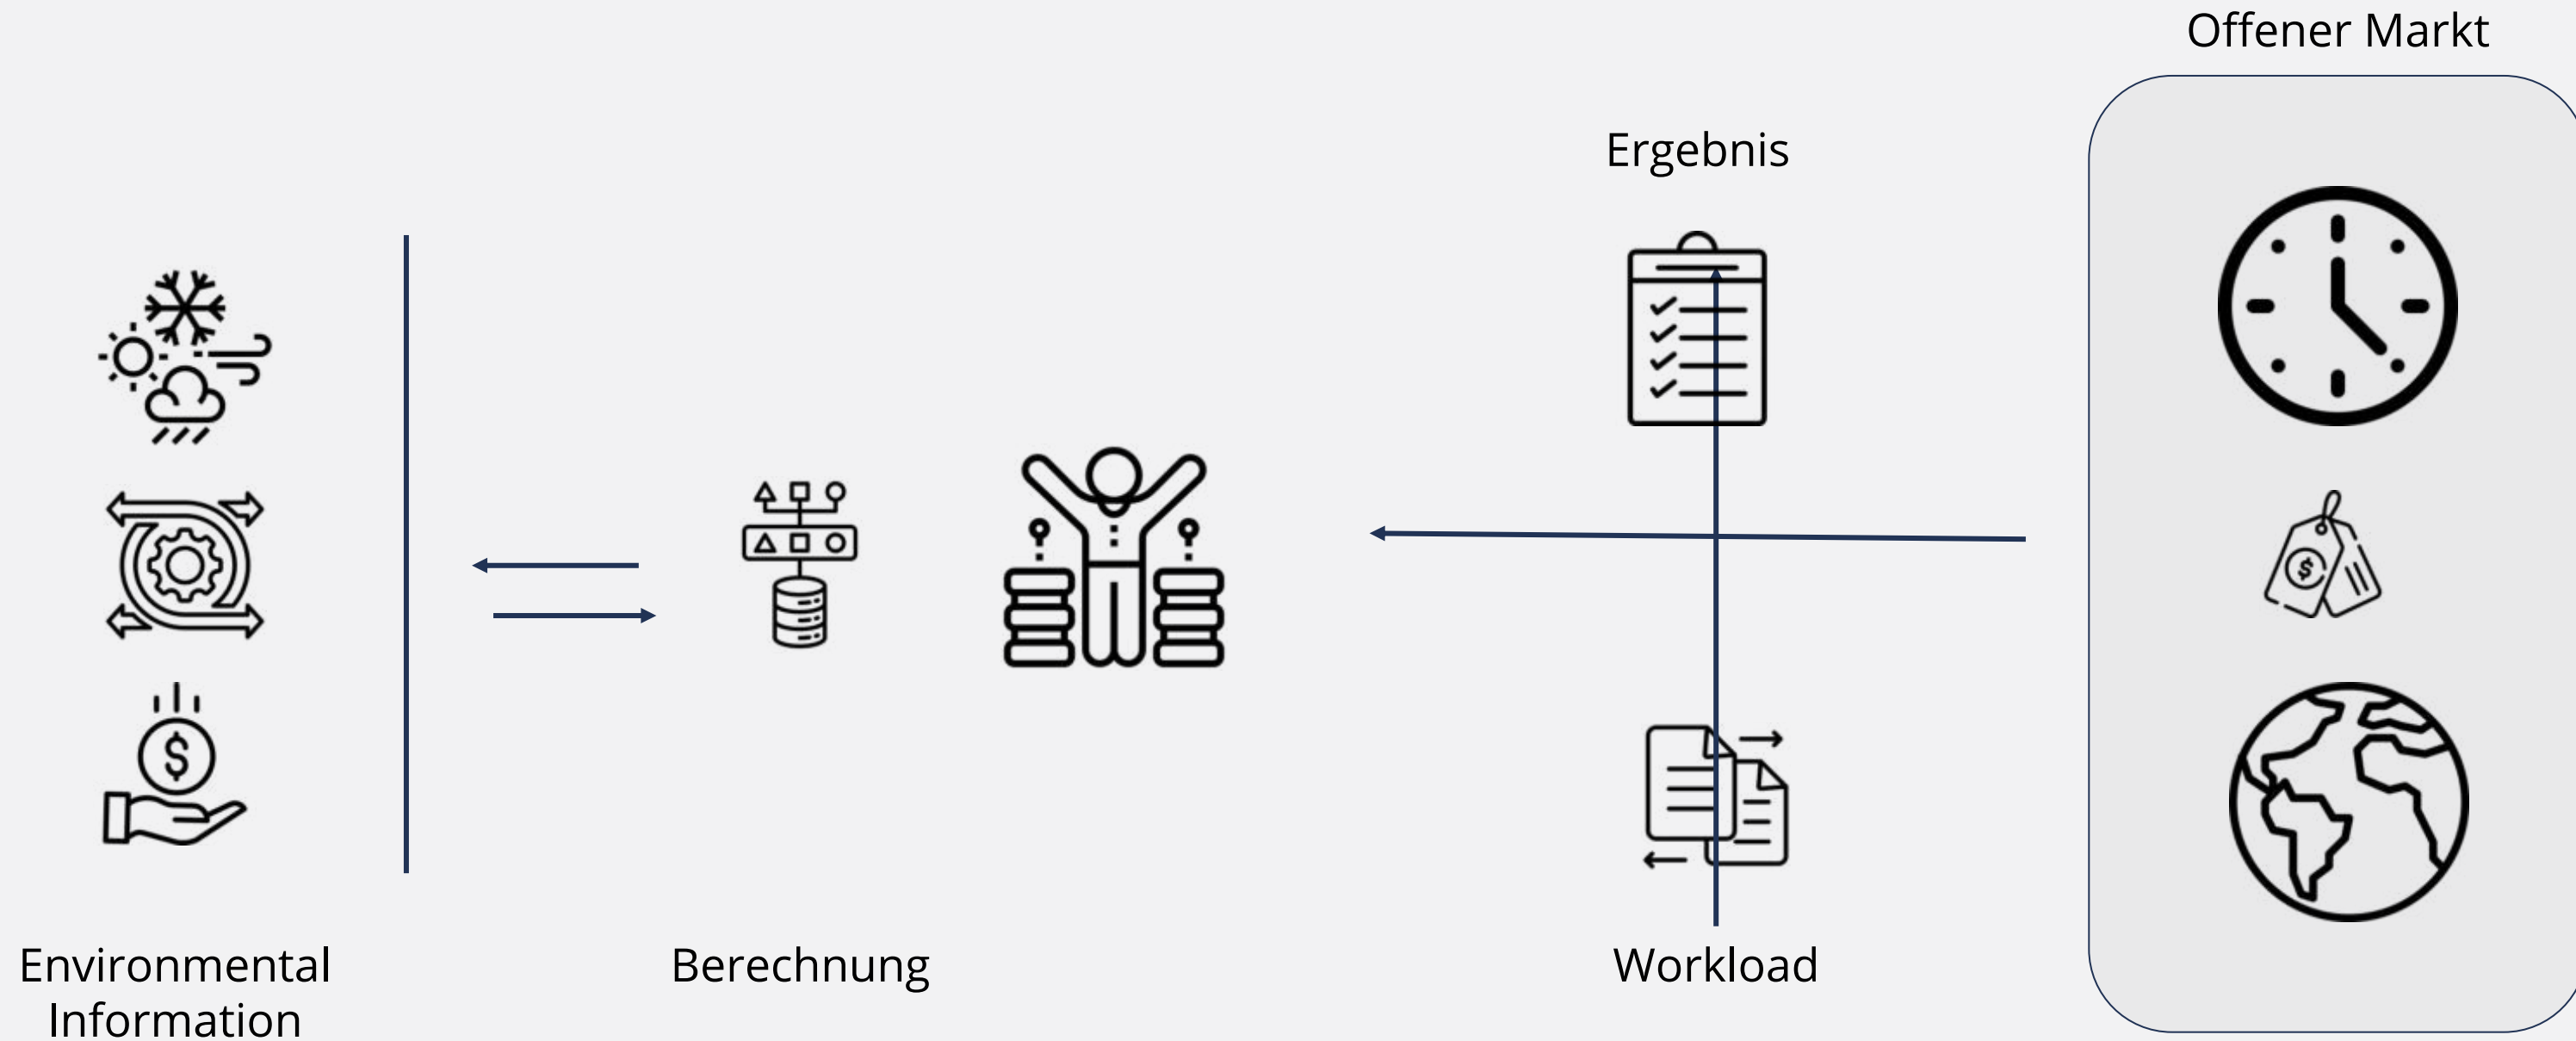 Offener Markt
Ergebnis
Environmental
Information
Berechnung
Workload